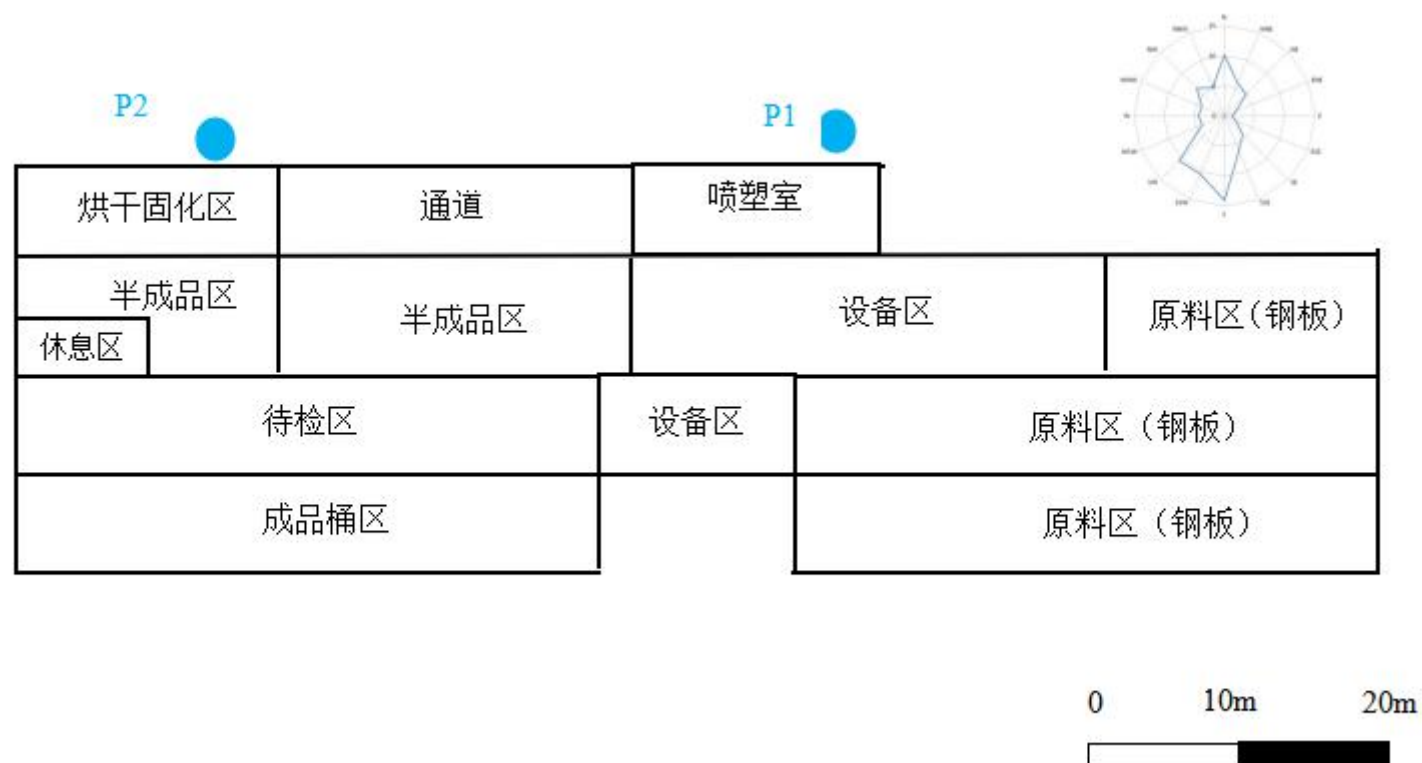 P2
P1
烘干固化区
通道
喷塑室
半成品区
半成品区
设备区
原料区(钢板)
休息区
待检区
设备区
原料区（钢板）
成品桶区
原料区（钢板）
0 10m 20m